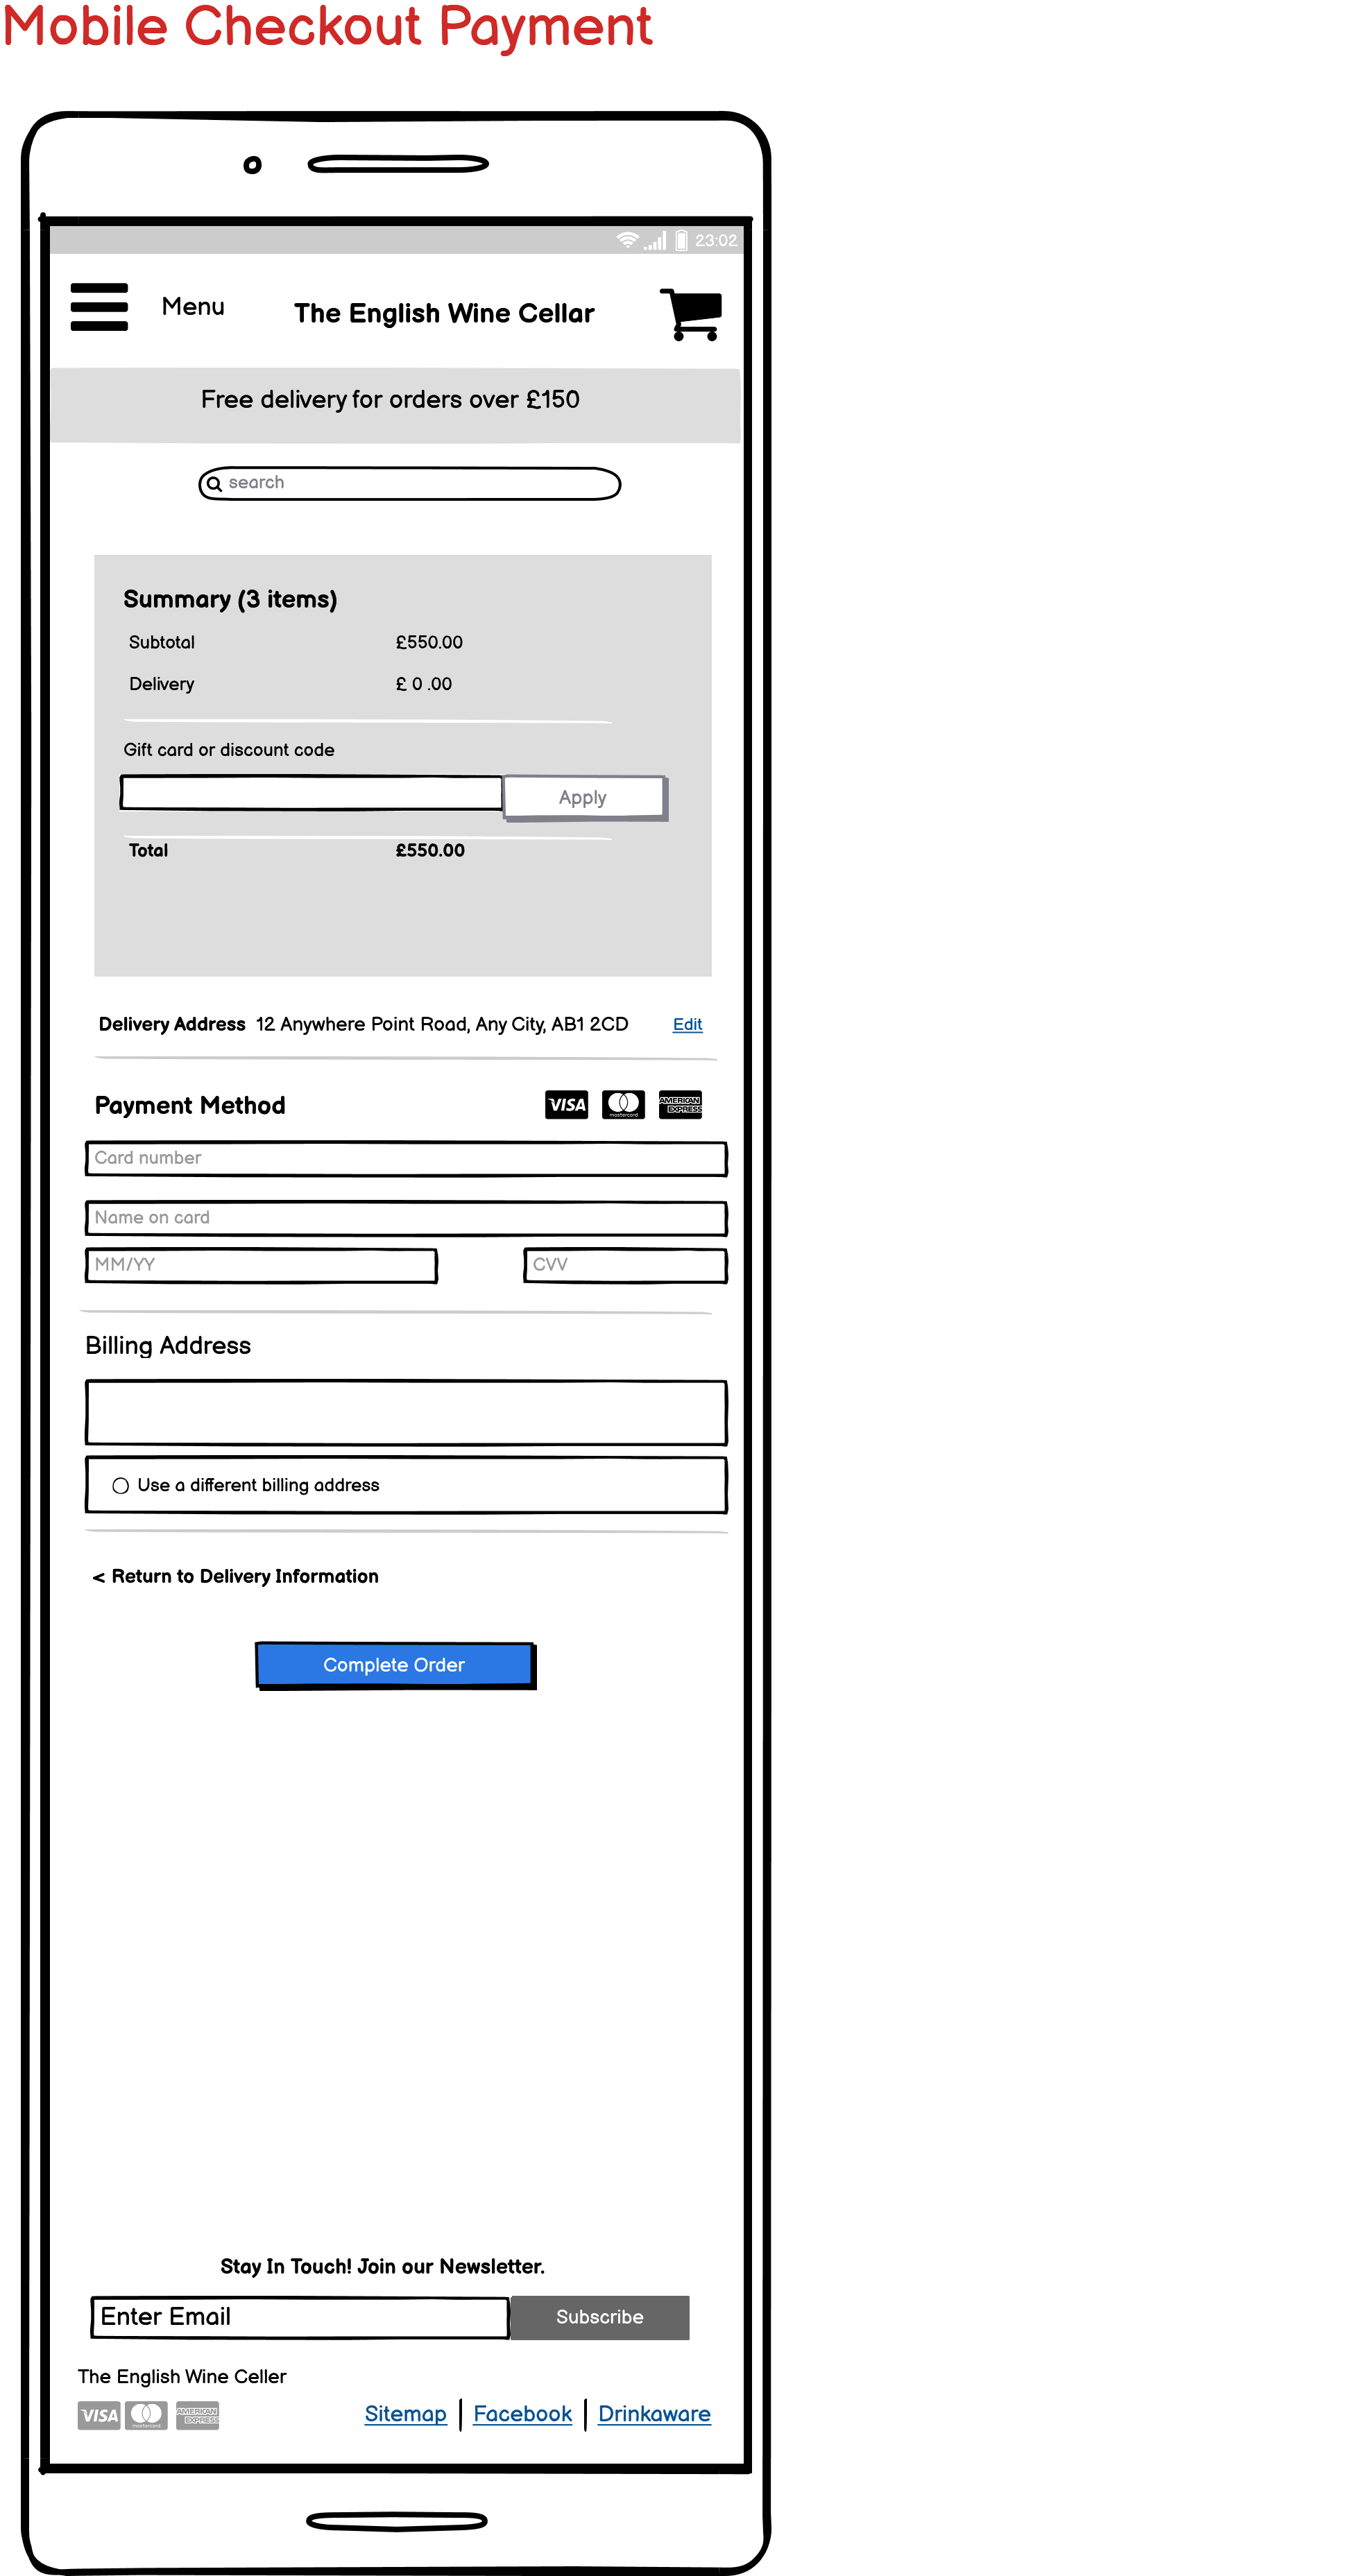 Mobile Checkout Payment
23:02
Menu
The English Wine Cellar
Free delivery for orders over £150
search
Summary (3 items)
Subtotal £550.00
Delivery £ 0 .00
Gift card or discount code
Apply
Total £550.00
Delivery Address 12 Anywhere Point Road, Any City, AB1 2CD Edit
Payment Method VISA mastercard AMERICAN EXPRESS
Card number
Name on card
MM/YY CVV
Billing Address
Use a different billing address
< Return to Delivery Information
Complete Order
Stay In Touch! Join our Newsletter.
Enter Email Subscribe
The English Wine Celler
VISA mastercard AMERICAN EXPRESS Sitemap Facebook Drinkaware